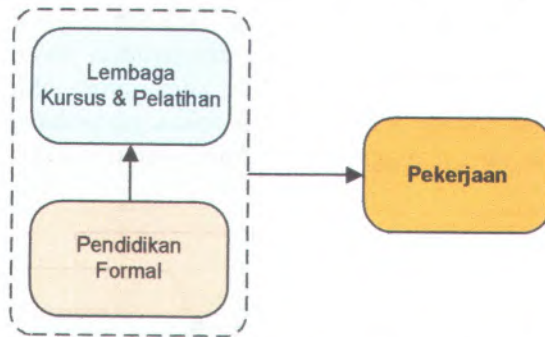 Lembaga
Kursus & Pelatihan
Pekerjaan
Pendidikan
Formal